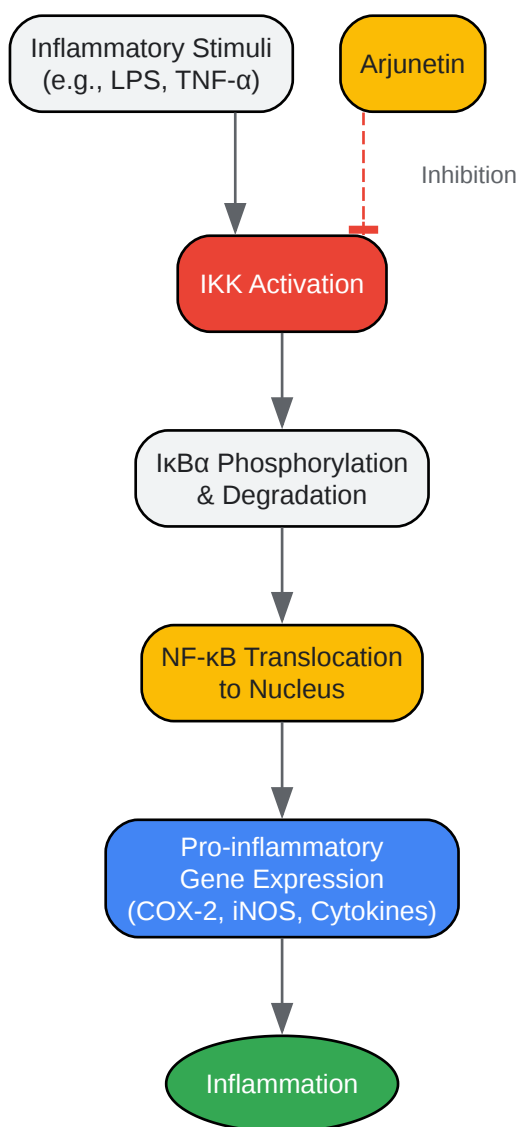 Inflammatory Stimuli
(e.g., LPS, TNF-α)
Arjunetin
Inhibition
IKK Activation
IκBα Phosphorylation
& Degradation
NF-κB Translocation
to Nucleus
Pro-inflammatory
Gene Expression
(COX-2, iNOS, Cytokines)
Inflammation